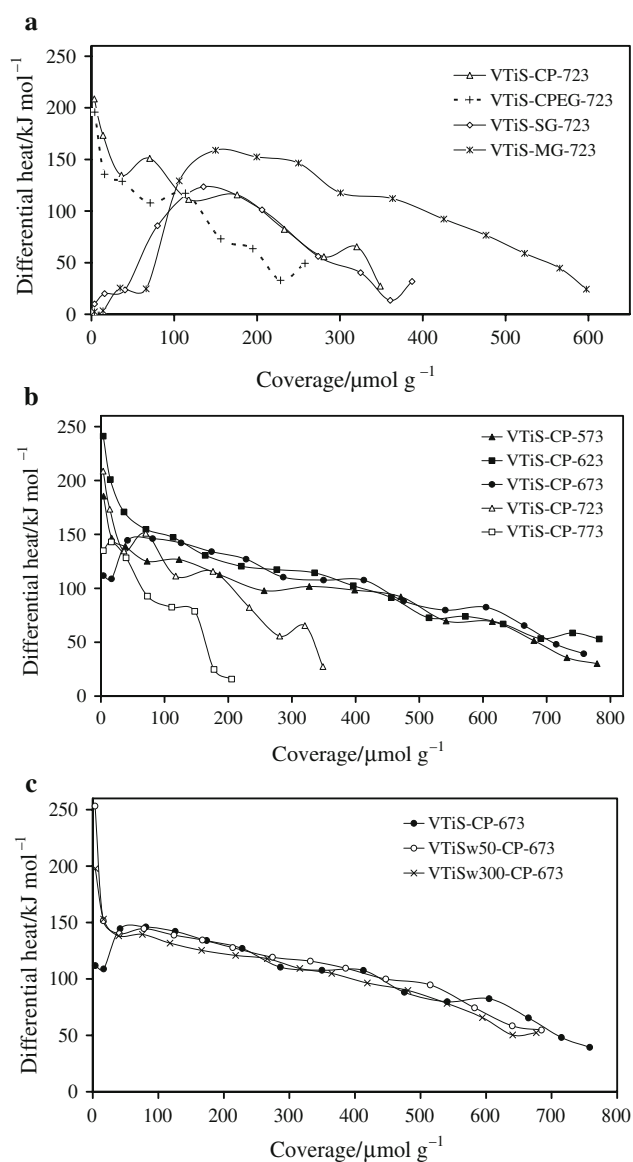 a
250
200
150
100
50
0
Differential heat/kJ mol⁻¹
VTiS-CP-723
VTiS-CPEG-723
VTiS-SG-723
VTiS-MG-723
0 100 200 300 400 500 600
Coverage/μmol g⁻¹
b
250
200
150
100
50
0
Differential heat/kJ mol⁻¹
VTiS-CP-573
VTiS-CP-623
VTiS-CP-673
VTiS-CP-723
VTiS-CP-773
0 100 200 300 400 500 600 700 800
Coverage/μmol g⁻¹
c
250
200
150
100
50
0
Differential heat/kJ mol⁻¹
VTiS-CP-673
VTiSw50-CP-673
VTiSw300-CP-673
0 100 200 300 400 500 600 700 800
Coverage/μmol g⁻¹